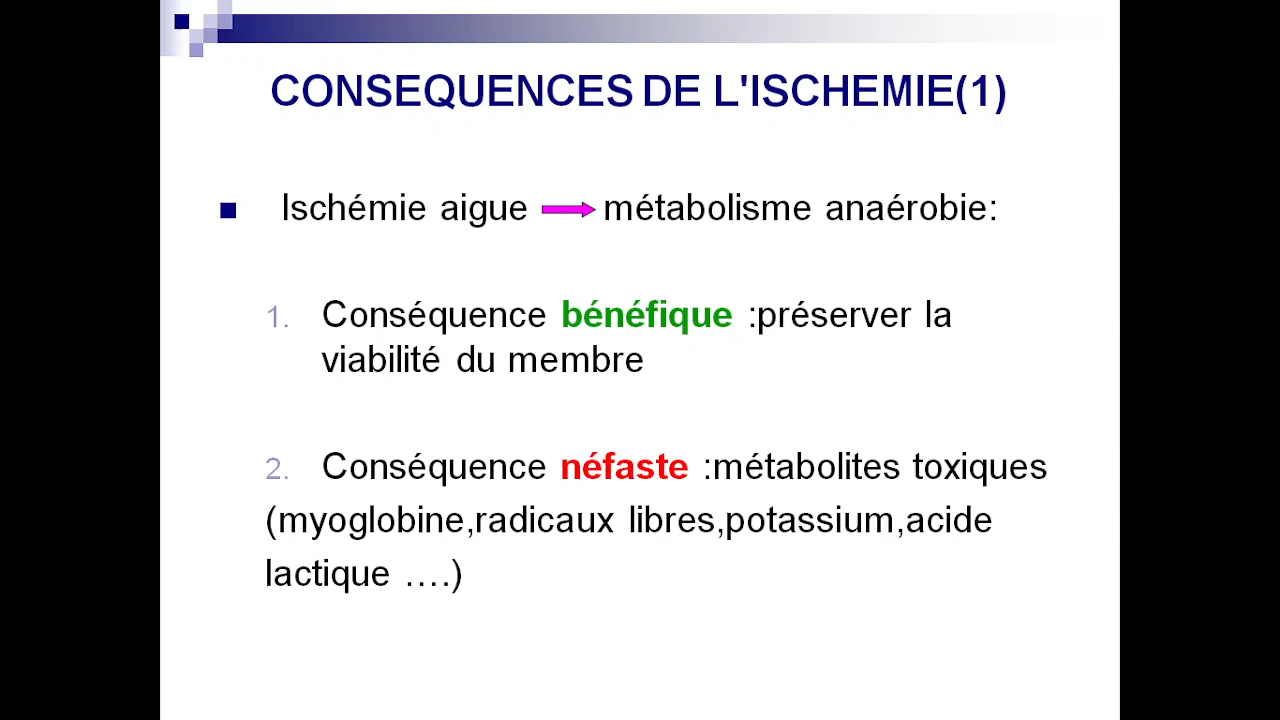 CONSEQUENCES DE L'ISCHEMIE(1)
Ischémie aigue métabolisme anaérobie:
1. Conséquence bénéfique :préserver la
viabilité du membre
2. Conséquence néfaste :métabolites toxiques
(myoglobine,radicaux libres,potassium,acide
lactique ….)